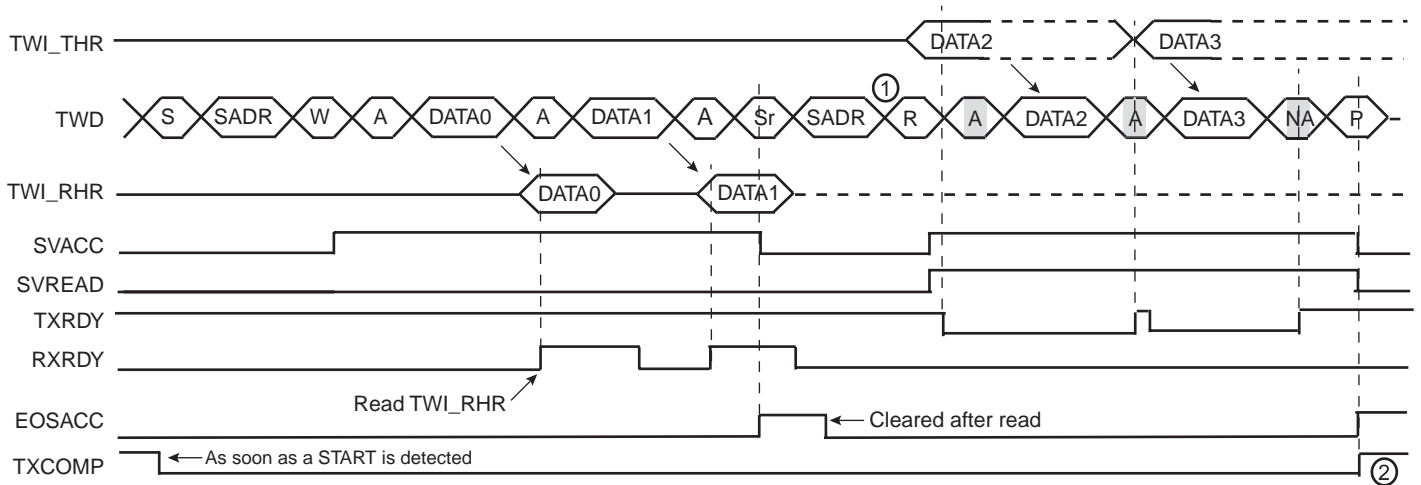 TWI_THR DATA2 DATA3
TWD S SADR W A DATA0 A DATA1 A Sr SADR ① R A DATA2 A DATA3 NA P
TWI_RHR DATA0 DATA1
SVACC
SVREAD
TXRDY
RXRDY
Read TWI_RHR
EOSACC Cleared after read
As soon as a START is detected
TXCOMP ②